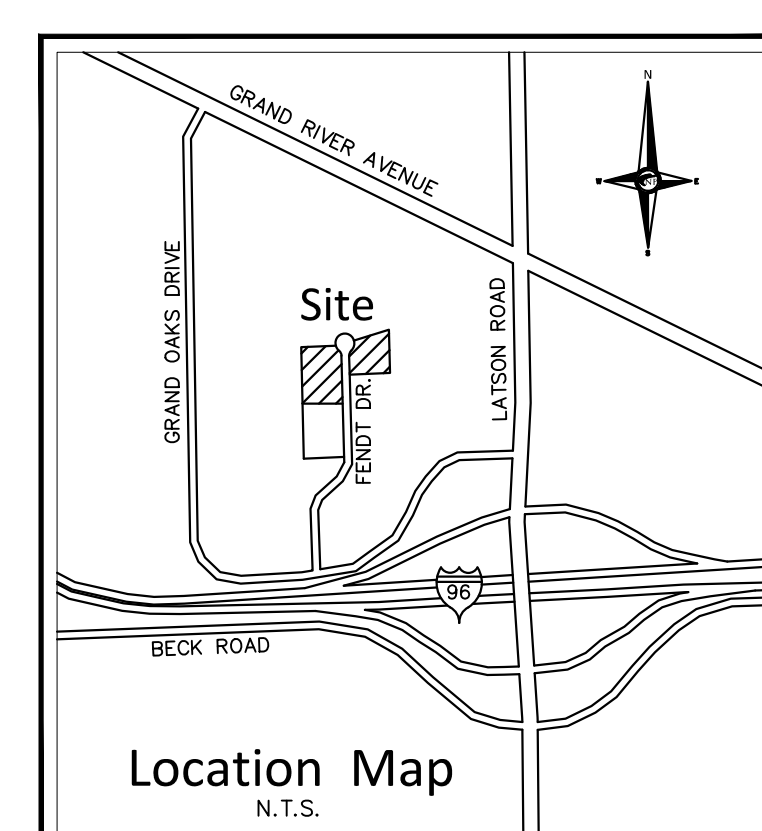 N
GRAND RIVER AVENUE
W
E
S
GRAND OAKS DRIVE
LATSON ROAD
Site
FENDT DR.
96
BECK ROAD
Location Map
N.T.S.